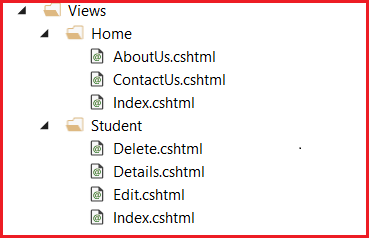 Views
Home
AboutUs.cshtml
ContactUs.cshtml
Index.cshtml
Student
Delete.cshtml
Details.cshtml
Edit.cshtml
Index.cshtml